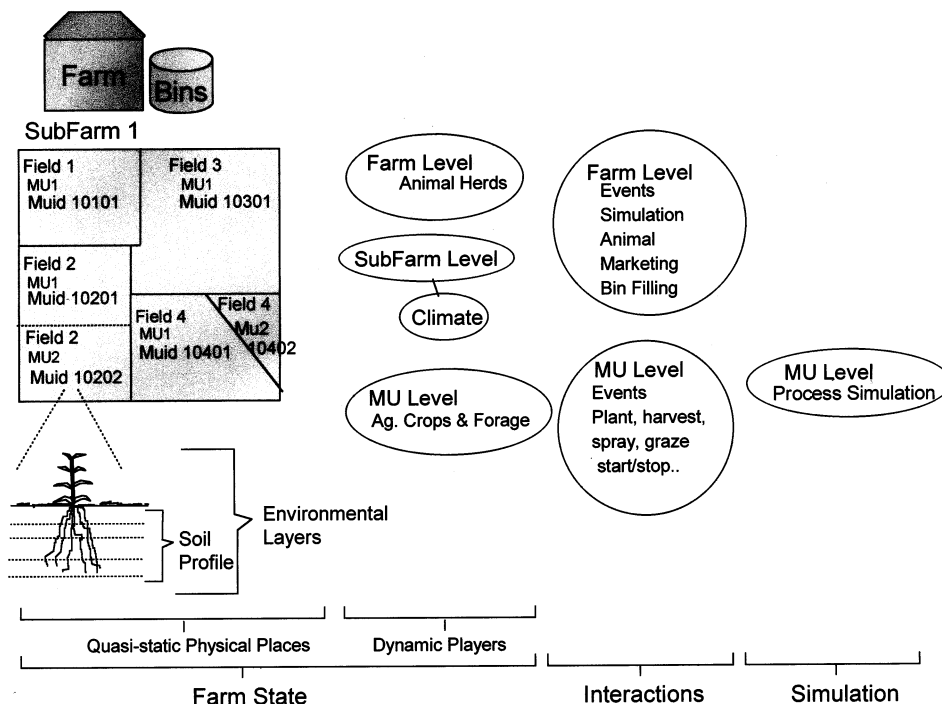 Farm
Bins
SubFarm 1
Field 1
MU1
Muid 10101
Field 3
MU1
Muid 10301
Field 2
MU1
Muid 10201
Field 2
MU2
Muid 10202
Field 4
MU1
Muid 10401
Field 4
Mu2
10402
Soil
Profile
Environmental
Layers
Farm Level
Animal Herds
SubFarm Level
Climate
MU Level
Ag. Crops & Forage
Farm Level
Events
Simulation
Animal
Marketing
Bin Filling
MU Level
Events
Plant, harvest,
spray, graze
start/stop..
MU Level
Process Simulation
Quasi-static Physical Places
Dynamic Players
Farm State
Interactions
Simulation